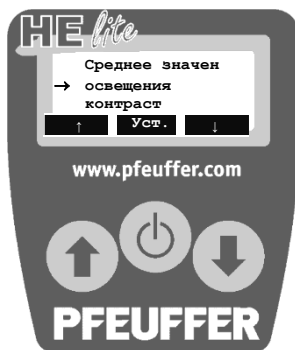 HE lite
Среднее значен
→ освещения
контраст
↑ Уст. ↓
www.pfeuffer.com
PFEUFFER